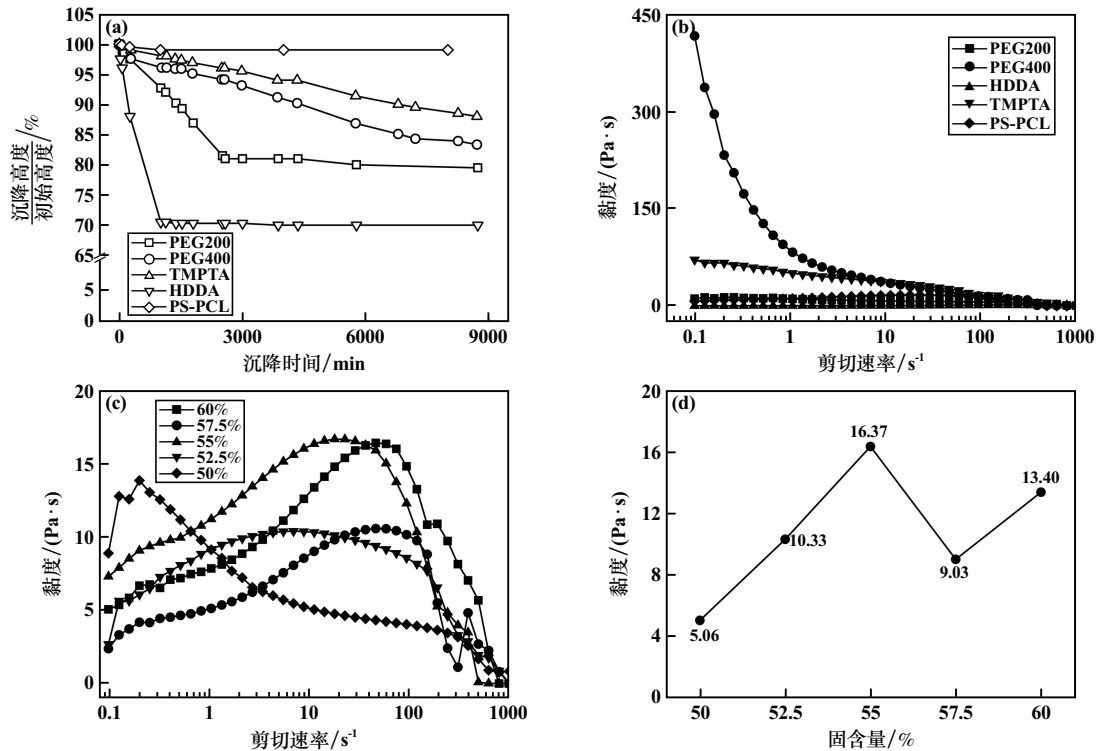 (a)
105
100
95
90
85
80
75
70
65
5
0
沉降高度/初始高度/%
PEG200
PEG400
TMPTA
HDDA
PS-PCL
0 3000 6000 9000
沉降时间/min
(b)
450
300
150
0
黏度/(Pa·s)
PEG200
PEG400
HDDA
TMPTA
PS-PCL
0.1 1 10 100 1000
剪切速率/s⁻¹
(c)
20
15
10
5
0
黏度/(Pa·s)
60%
57.5%
55%
52.5%
50%
0.1 1 10 100 1000
剪切速率/s⁻¹
(d)
20
16
12
8
4
0
黏度/(Pa·s)
16.37
13.40
10.33
9.03
5.06
50 52.5 55 57.5 60
固含量/%